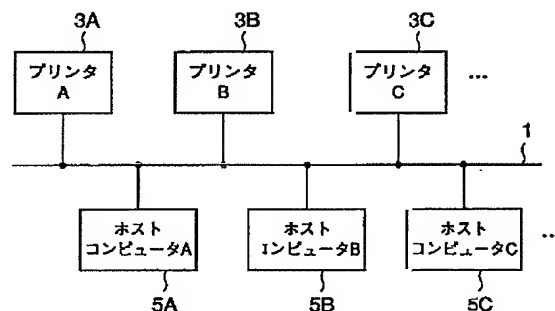 3A 3B 3C
プリンタ
A
プリンタ
B
プリンタ
C
...
1
ホスト
コンピュータA
ホスト
コンピュータB
ホスト
コンピュータC
..
5A 5B 5C